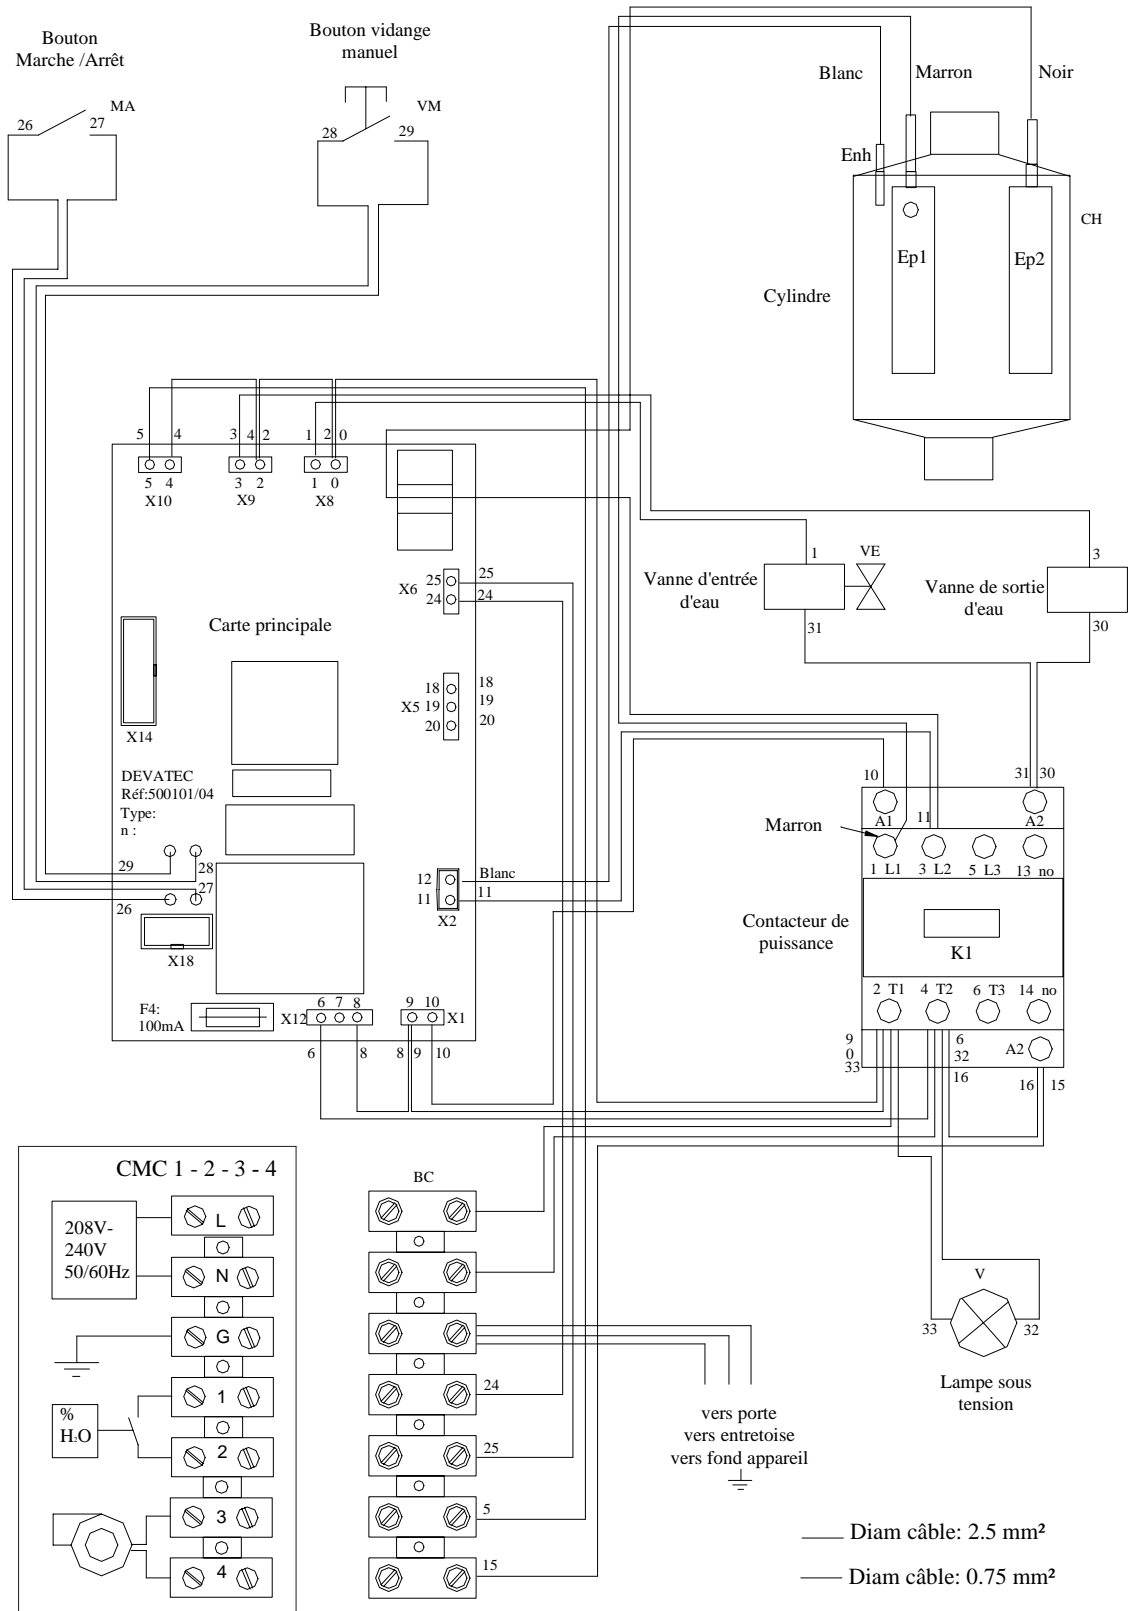 Bouton
Marche /Arrêt
Bouton vidange
manuel
Blanc
Marron
Noir
26
27
MA
28
29
VM
Enh
CH
Ep1
Ep2
Cylindre
5
4
3
4
2
1
2
0
5
4
3
2
1
0
X10
X9
X8
X6
25
24
25
24
1
VE
3
Vanne d'entrée
d'eau
Vanne de sortie
d'eau
31
30
Carte principale
X5
18
19
20
18
19
20
X14
DEVATEC
Réf:500101/04
Type:
n :
10
31
30
A1
11
A2
Marron
1
L1
3
L2
5
L3
13
no
29
28
27
26
12
11
Blanc
11
X2
X18
Contacteur de
puissance
K1
2
T1
4
T2
6
T3
14
no
F4:
100mA
X12
6
7
8
9
10
X1
6
8
8
9
10
9
0
33
6
32
16
A2
16
15
CMC 1 - 2 - 3 - 4
BC
208V-
240V
50/60Hz
L
N
G
1
2
3
4
%
H2O
24
25
5
15
V
33
32
Lampe sous
tension
vers porte
vers entretoise
vers fond appareil
Diam câble: 2.5 mm²
Diam câble: 0.75 mm²